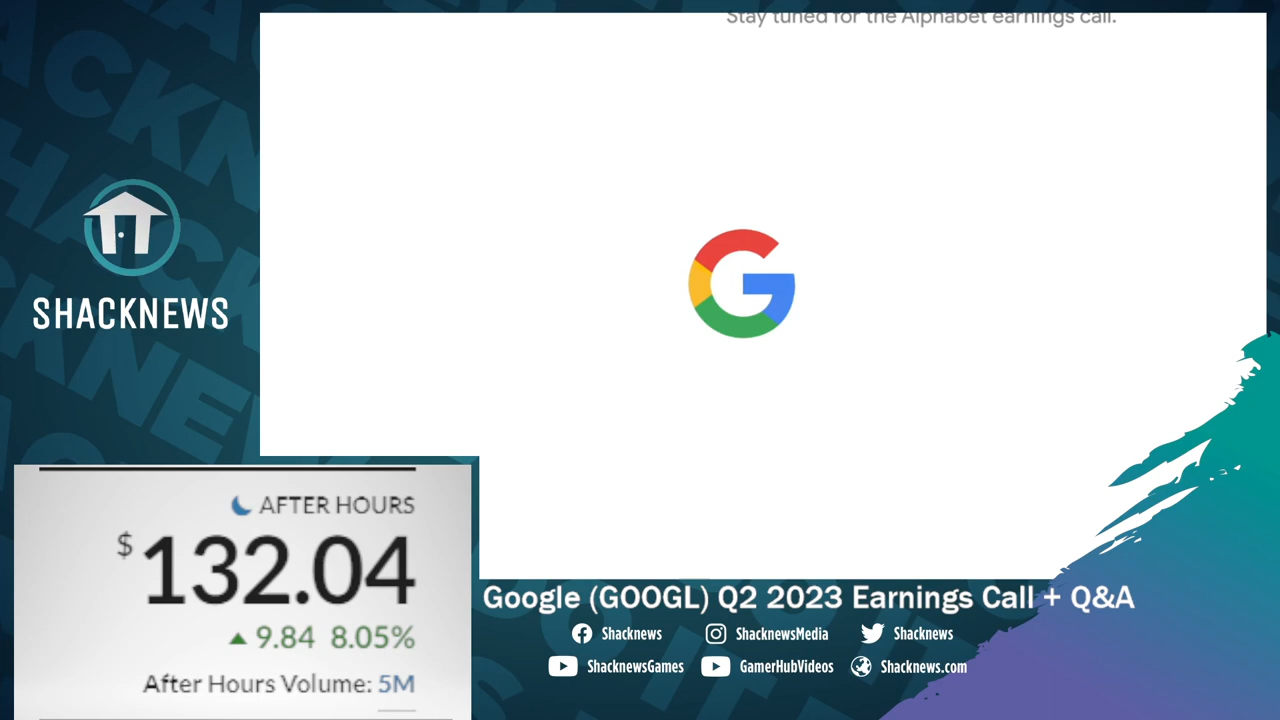 Stay tuned for the Alphabet earnings call.
SHACKNEWS
AFTER HOURS
$132.04
9.84 8.05%
After Hours Volume: 5M
Google (GOOGL) Q2 2023 Earnings Call + Q&A
Shacknews ShacknewsMedia Shacknews
ShacknewsGames GamerHubVideos Shacknews.com